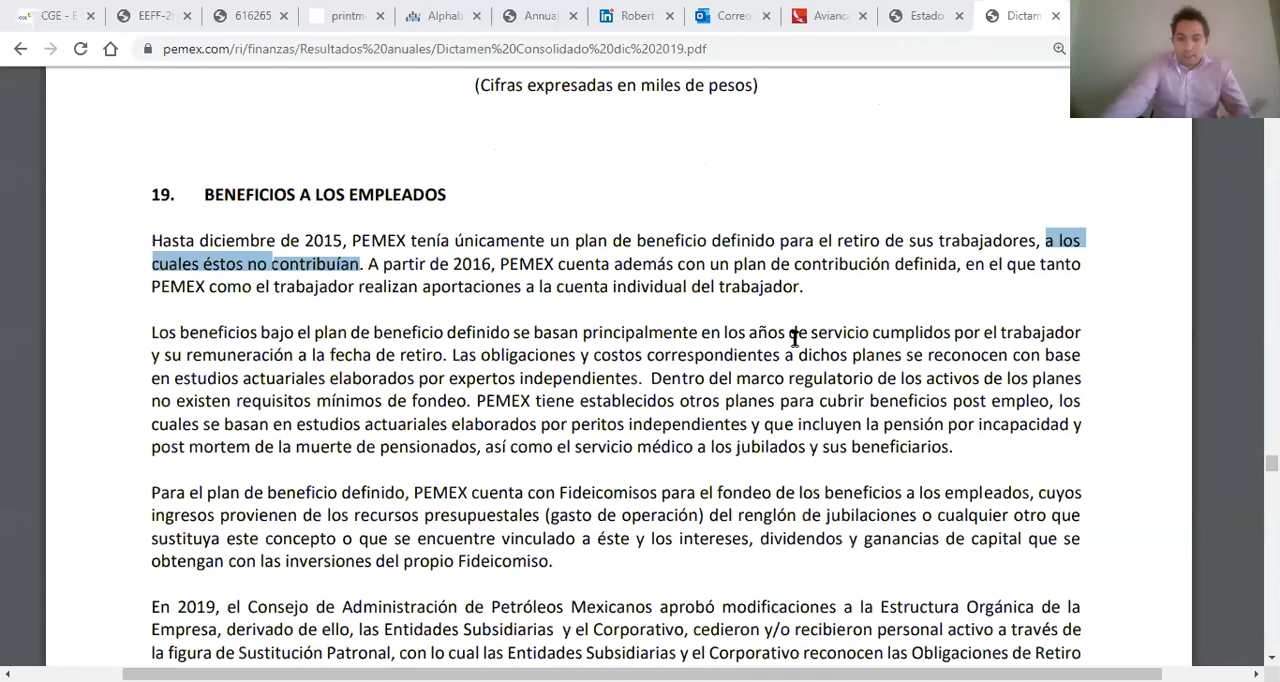 CGE - E
EEFF-2
616265
printm
Alphab
Annua
Robert
Correo
Avianc
Estado
Dictam
pemex.com/ri/finanzas/Resultados%20anuales/Dictamen%20Consolidado%20dic%202019.pdf
(Cifras expresadas en miles de pesos)
19. BENEFICIOS A LOS EMPLEADOS
Hasta diciembre de 2015, PEMEX tenía únicamente un plan de beneficio definido para el retiro de sus trabajadores, a los
cuales éstos no contribuían. A partir de 2016, PEMEX cuenta además con un plan de contribución definida, en el que tanto
PEMEX como el trabajador realizan aportaciones a la cuenta individual del trabajador.
Los beneficios bajo el plan de beneficio definido se basan principalmente en los años de servicio cumplidos por el trabajador
y su remuneración a la fecha de retiro. Las obligaciones y costos correspondientes a dichos planes se reconocen con base
en estudios actuariales elaborados por expertos independientes. Dentro del marco regulatorio de los activos de los planes
no existen requisitos mínimos de fondeo. PEMEX tiene establecidos otros planes para cubrir beneficios post empleo, los
cuales se basan en estudios actuariales elaborados por peritos independientes y que incluyen la pensión por incapacidad y
post mortem de la muerte de pensionados, así como el servicio médico a los jubilados y sus beneficiarios.
Para el plan de beneficio definido, PEMEX cuenta con Fideicomisos para el fondeo de los beneficios a los empleados, cuyos
ingresos provienen de los recursos presupuestales (gasto de operación) del renglón de jubilaciones o cualquier otro que
sustituya este concepto o que se encuentre vinculado a éste y los intereses, dividendos y ganancias de capital que se
obtengan con las inversiones del propio Fideicomiso.
En 2019, el Consejo de Administración de Petróleos Mexicanos aprobó modificaciones a la Estructura Orgánica de la
Empresa, derivado de ello, las Entidades Subsidiarias y el Corporativo, cedieron y/o recibieron personal activo a través de
la figura de Sustitución Patronal, con lo cual las Entidades Subsidiarias y el Corporativo reconocen las Obligaciones de Retiro